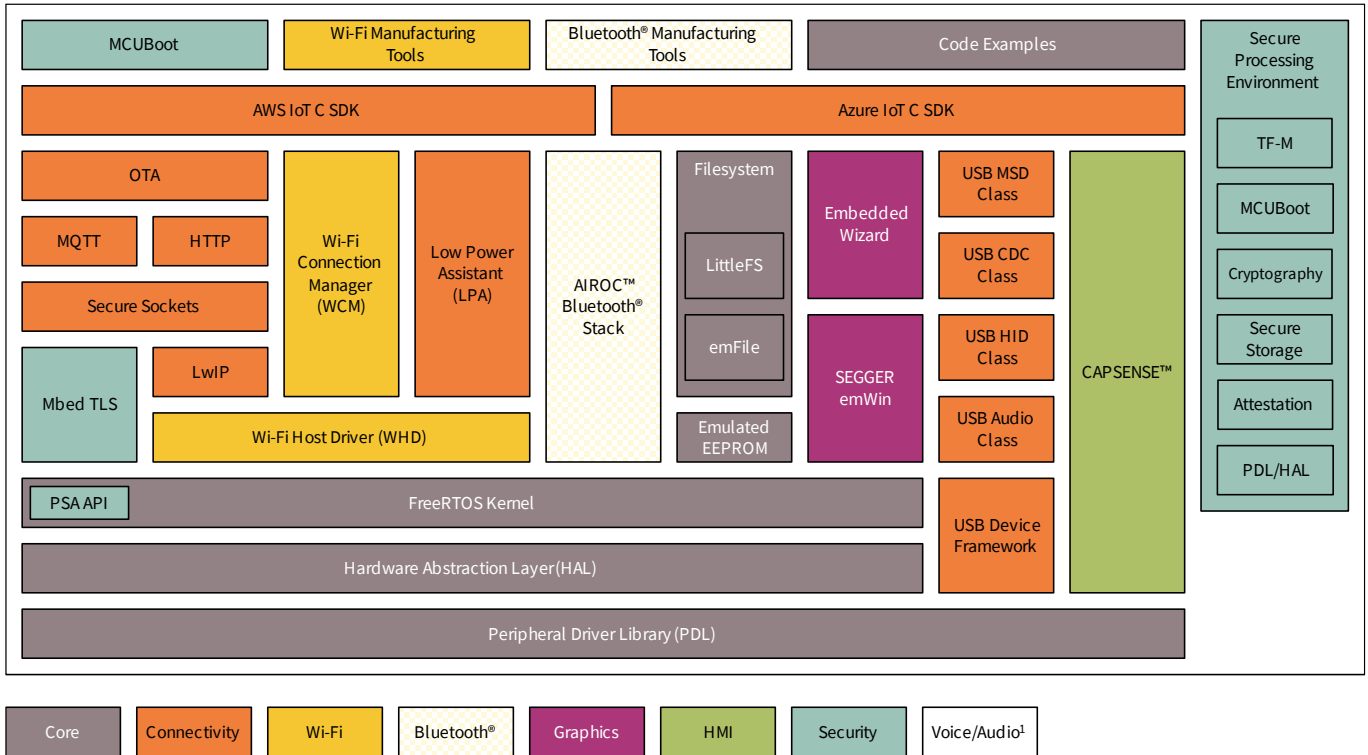 MCUBoot
Wi-Fi Manufacturing
Tools
Bluetooth® Manufacturing
Tools
Code Examples
Secure
Processing
Environment
AWS IoT C SDK
Azure IoT C SDK
TF-M
MCUBoot
Cryptography
Secure
Storage
Attestation
PDL/HAL
OTA
MQTT
HTTP
Secure Sockets
Mbed TLS
LwIP
Wi-Fi
Connection
Manager
(WCM)
Low Power
Assistant
(LPA)
Wi-Fi Host Driver (WHD)
AIROC™
Bluetooth®
Stack
Filesystem
LittleFS
emFile
Emulated
EEPROM
Embedded
Wizard
SEGGER
emWin
USB MSD
Class
USB CDC
Class
USB HID
Class
USB Audio
Class
USB Device
Framework
CAPSENSE™
PSA API
FreeRTOS Kernel
Hardware Abstraction Layer (HAL)
Peripheral Driver Library (PDL)
Core
Connectivity
Wi-Fi
Bluetooth®
Graphics
HMI
Security
Voice/Audio¹